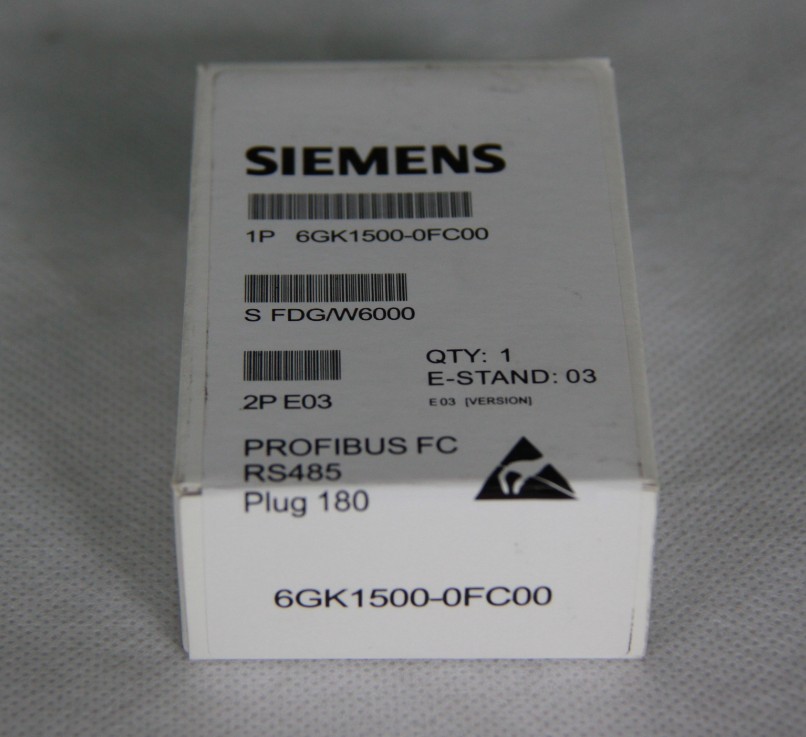 SIEMENS
1P 6GK1500-0FC00
S FDG/W6000
QTY: 1
E-STAND: 03
2P E03
E 03 [VERSION]
PROFIBUS FC
RS485
Plug 180
6GK1500-0FC00